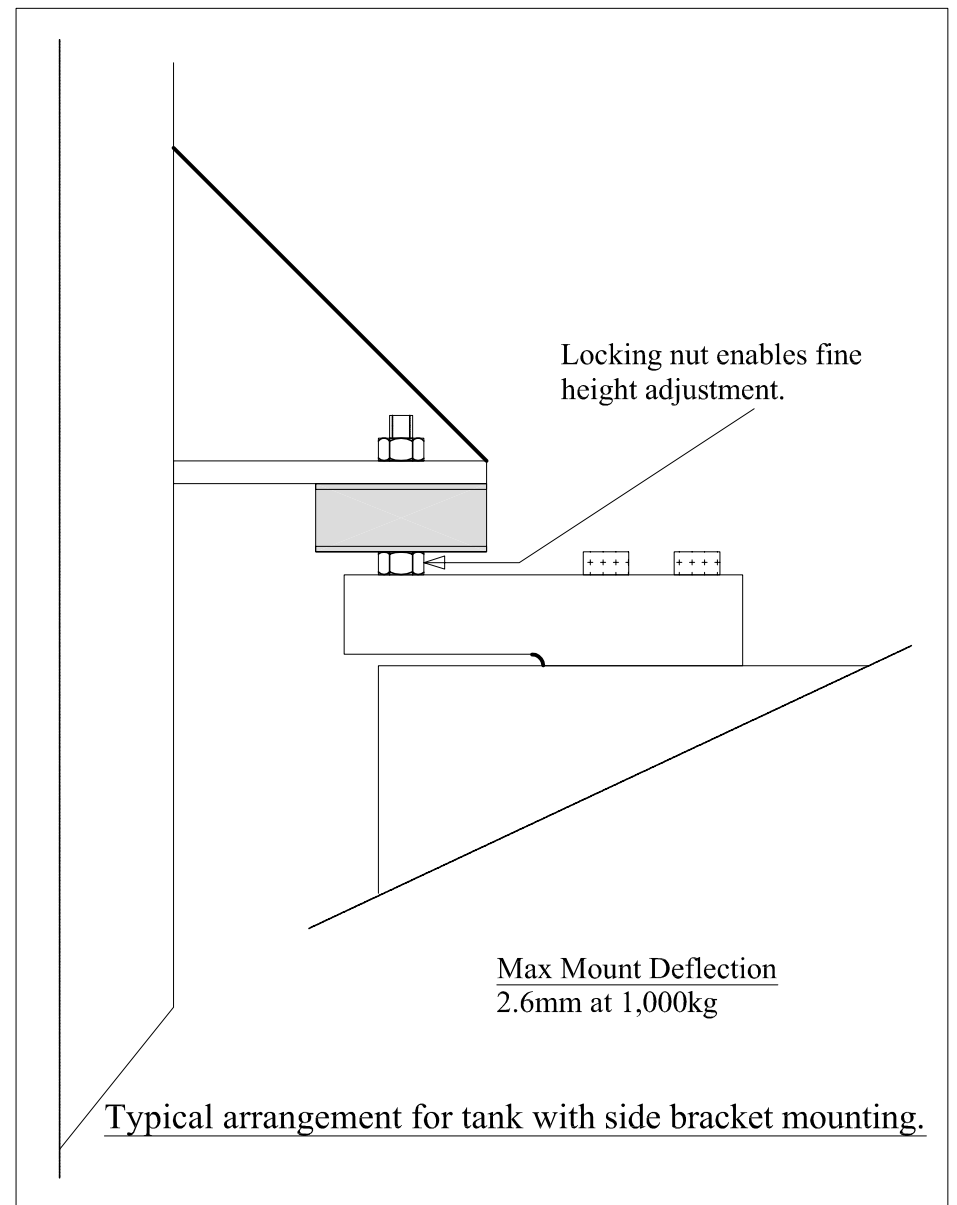 Locking nut enables fine
height adjustment.
Max Mount Deflection
2.6mm at 1,000kg
Typical arrangement for tank with side bracket mounting.